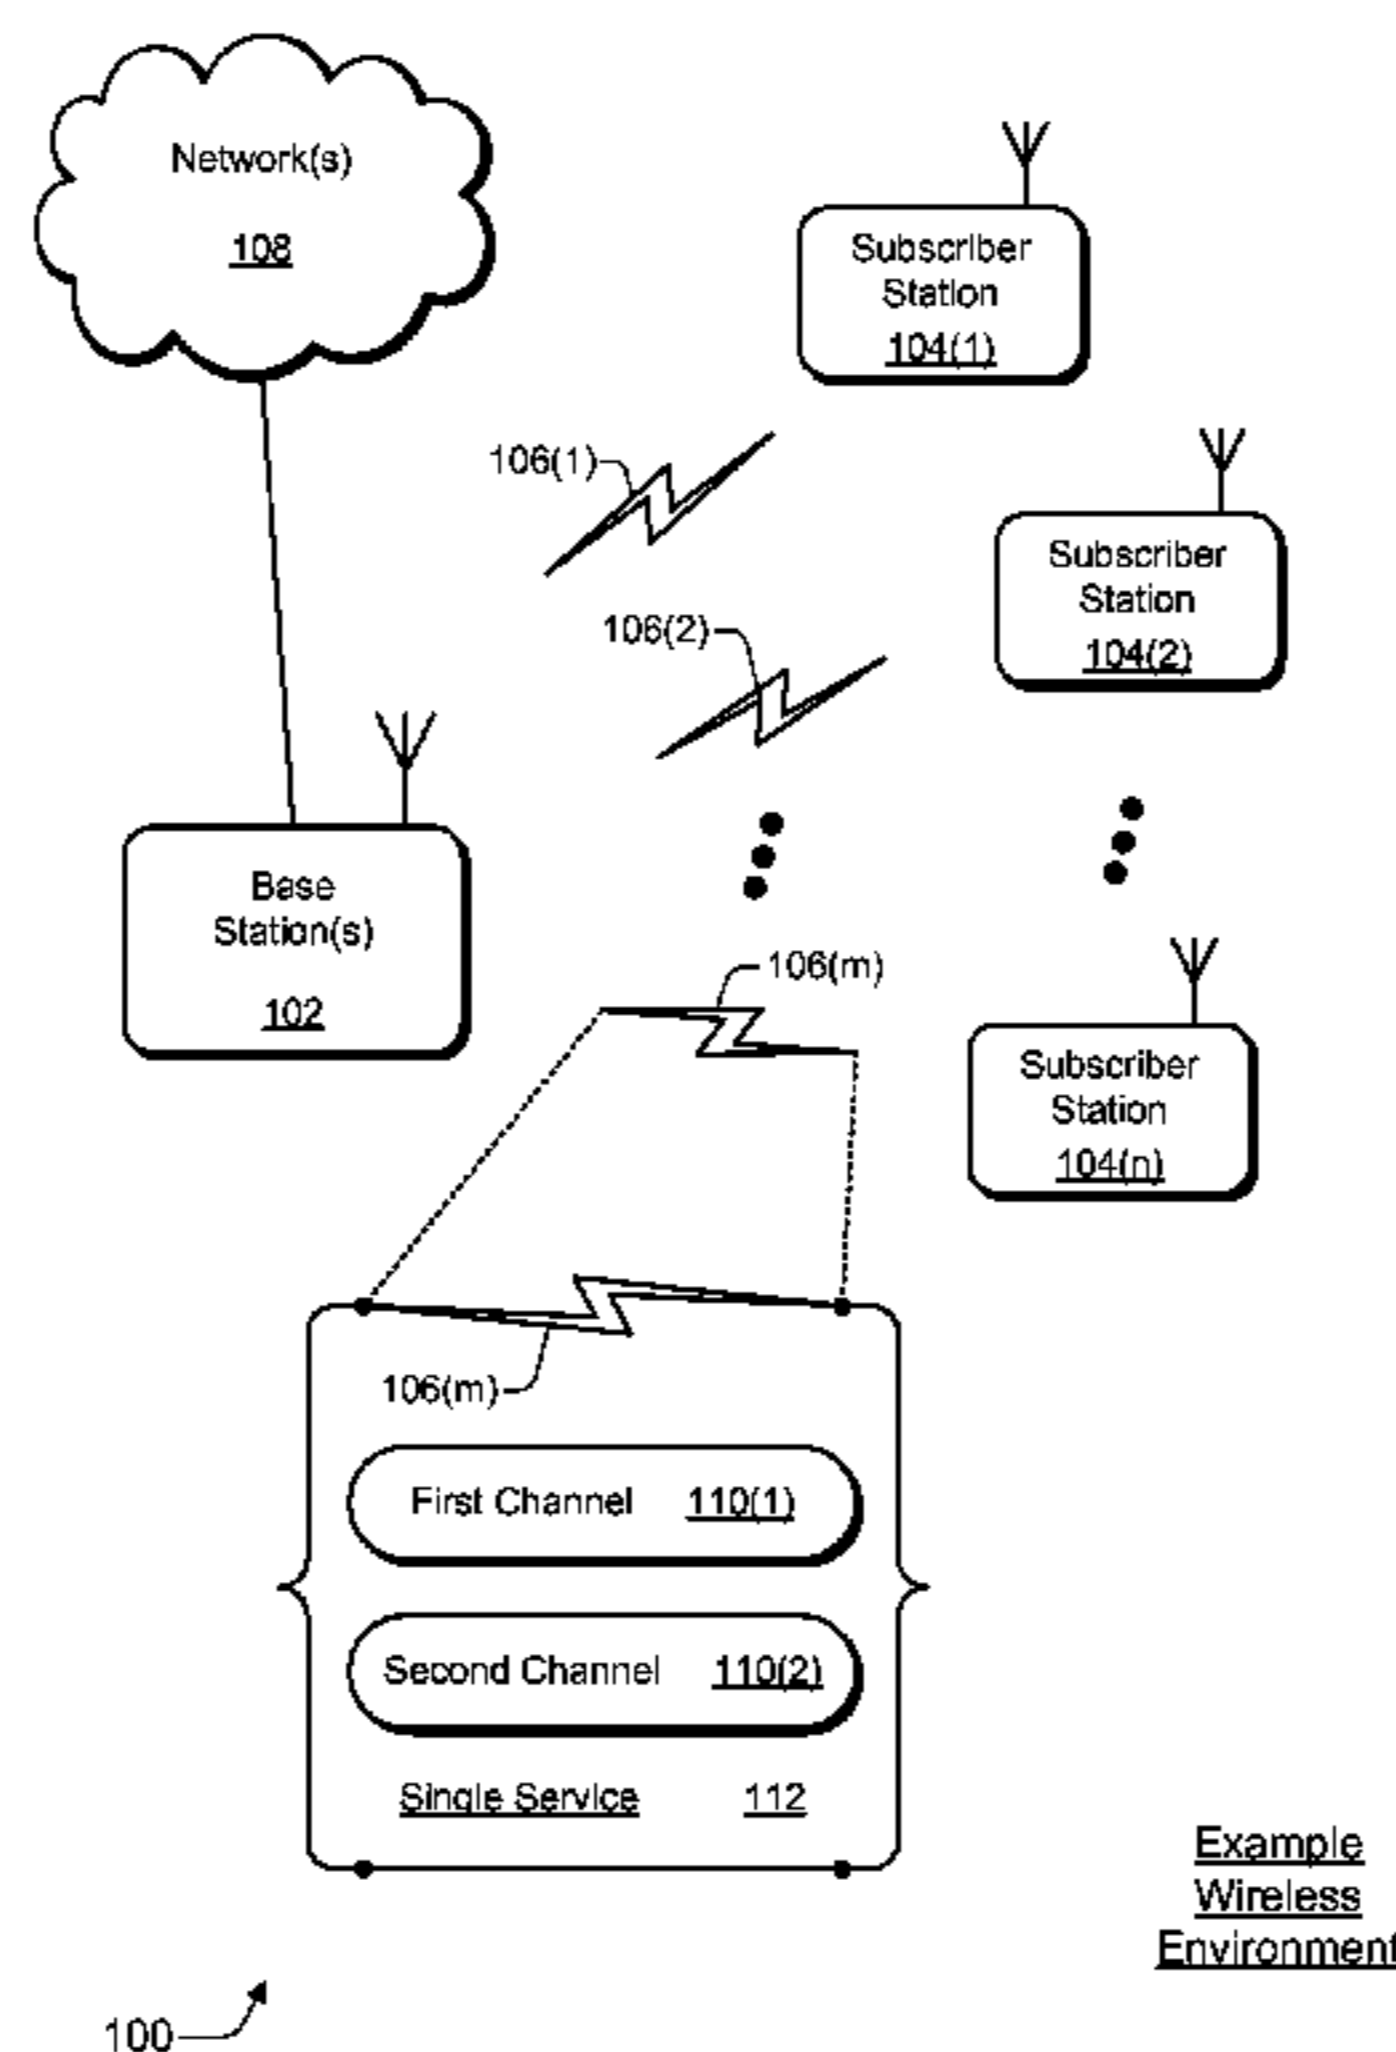 Network(s)
108
Subscriber
Station
104(1)
106(1)
Subscriber
Station
104(2)
106(2)
Base
Station(s)
102
106(m)
Subscriber
Station
104(n)
106(m)
First Channel 110(1)
Second Channel 110(2)
Single Service 112
Example
Wireless
Environment
100